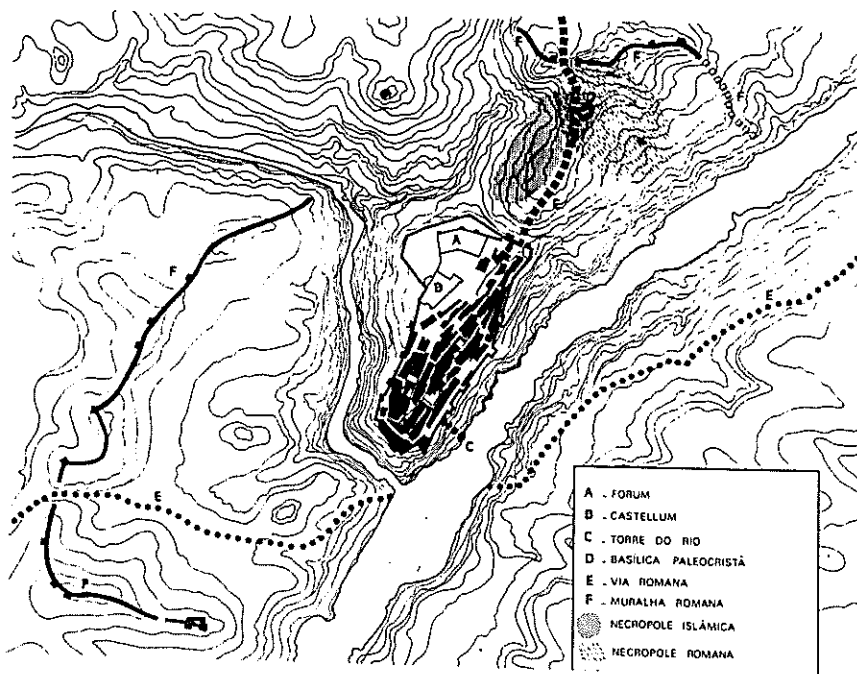 F
F
E
F
E
A
D
E
C
E
F
A - FORUM
B - CASTELLUM
C - TORRE DO RIO
D - BASÍLICA PALEOCRISTÃ
E - VIA ROMANA
F - MURALHA ROMANA
NECROPOLE ISLÂMICA
NECROPOLE ROMANA